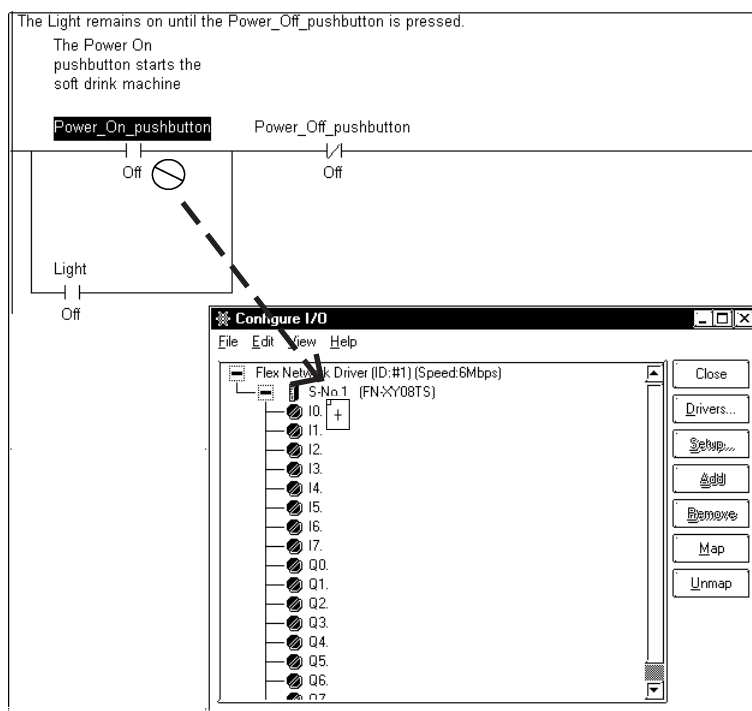 The Light remains on until the Power_Off_pushbutton is pressed.
The Power On
pushbutton starts the
soft drink machine
Power_On_pushbutton
Power_Off_pushbutton
Off
Off
Light
Off
Configure I/O
File Edit View Help
Flex Network Driver (ID:#1) (Speed:6Mbps)
S-No.1 (FN-XY08TS)
I0.
I1.
I2.
I3.
I4.
I5.
I6.
I7.
Q0.
Q1.
Q2.
Q3.
Q4.
Q5.
Q6.
Q7.
Close
Drivers...
Setup...
Add
Remove
Map
Unmap